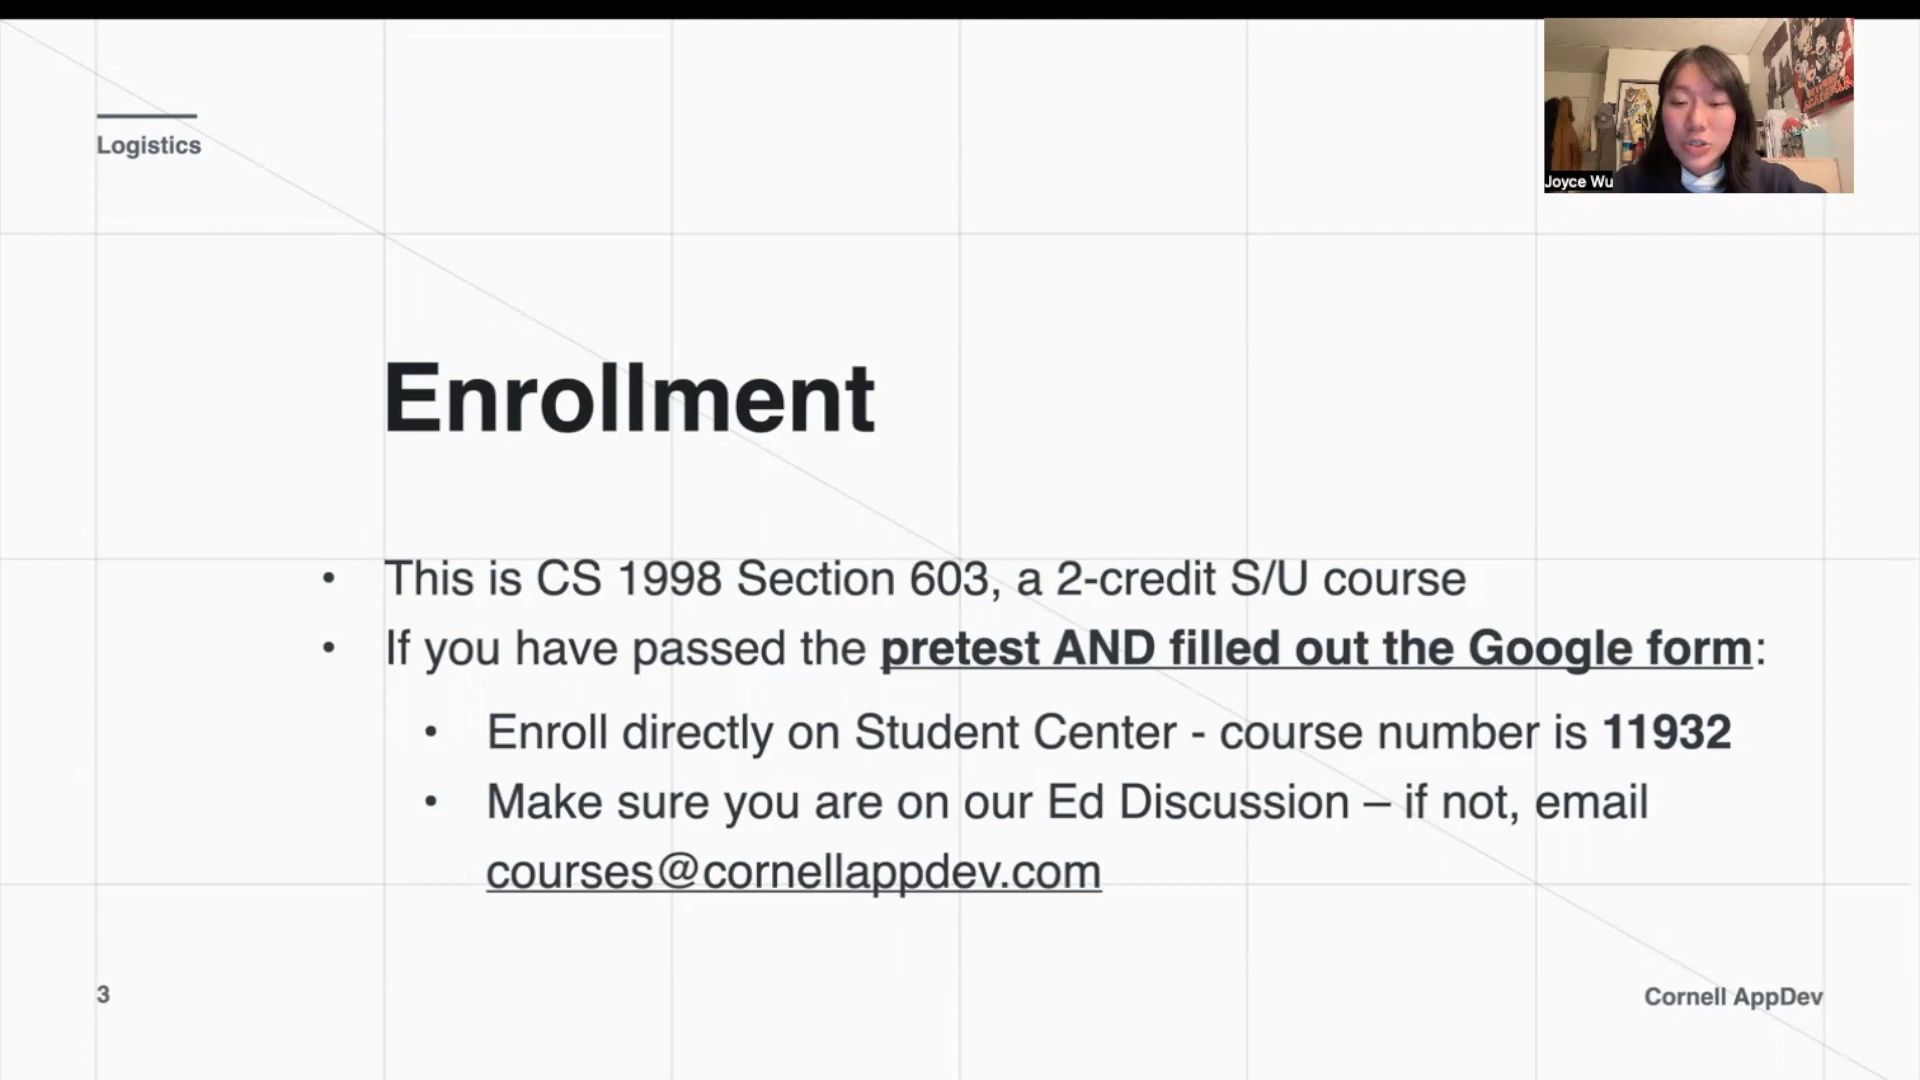 Logistics
Joyce Wu
Enrollment
• This is CS 1998 Section 603, a 2-credit S/U course
• If you have passed the pretest AND filled out the Google form:
• Enroll directly on Student Center - course number is 11932
• Make sure you are on our Ed Discussion – if not, email
courses@cornellappdev.com
3
Cornell AppDev